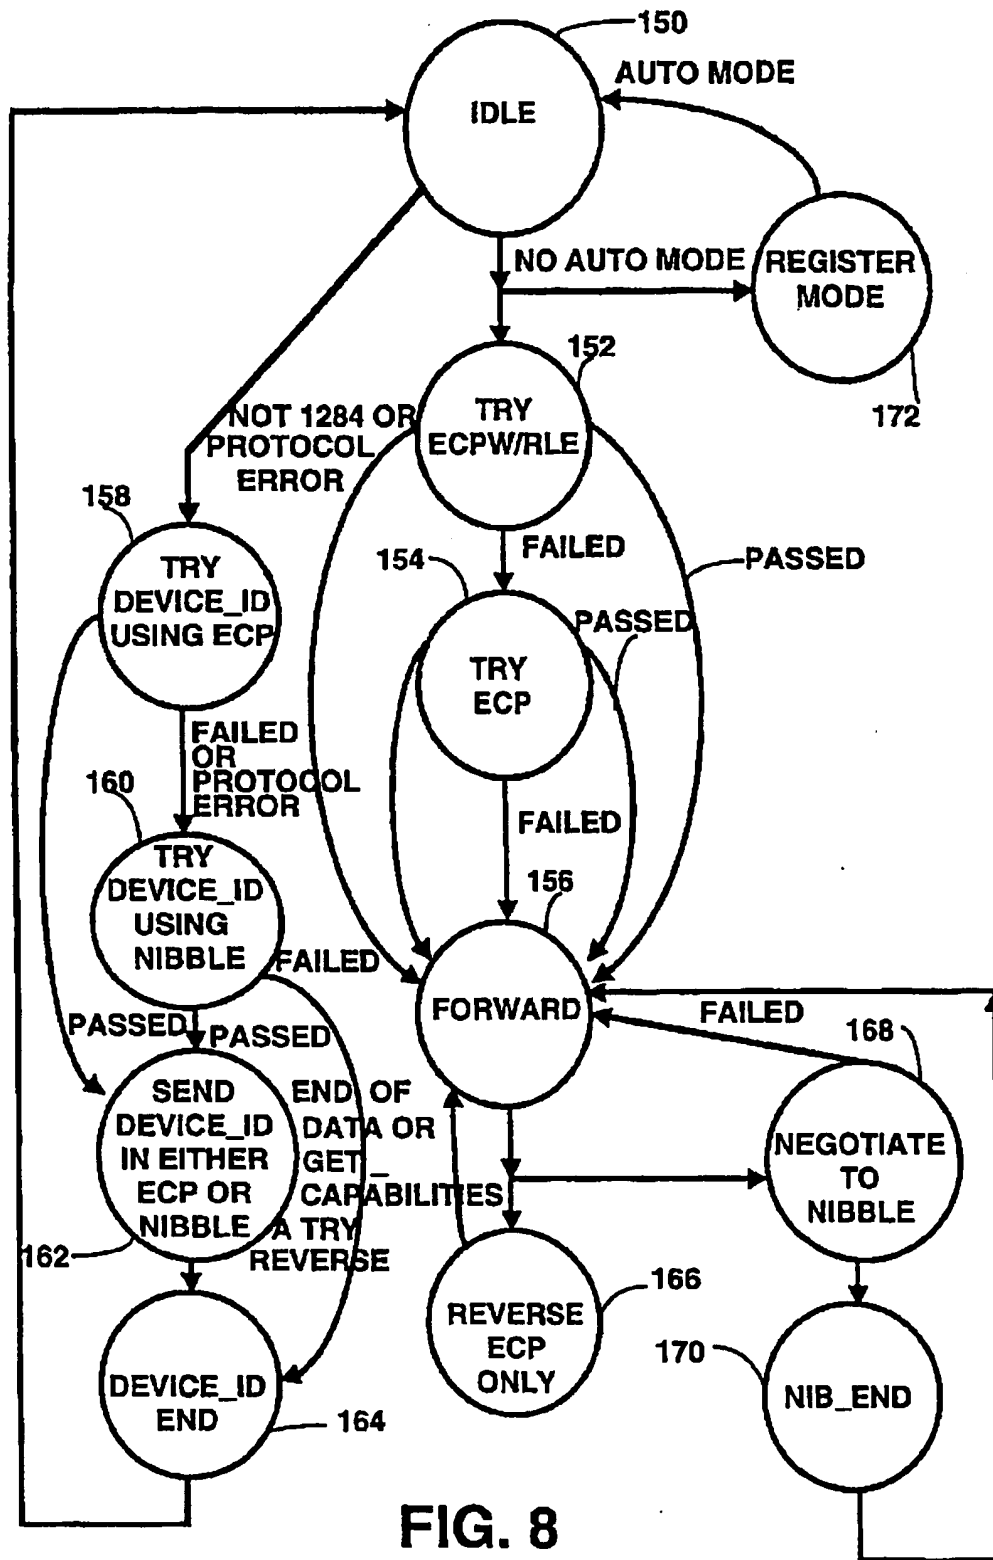 150
AUTO MODE
IDLE
NO AUTO MODE
REGISTER
MODE
172
152
TRY
ECPW/RLE
NOT 1284 OR
PROTOCOL
ERROR
158
TRY
DEVICE_ID
USING ECP
FAILED
154
PASSED
PASSED
TRY
ECP
FAILED
OR
PROTOCOL
ERROR
160
FAILED
TRY
DEVICE_ID
USING
NIBBLE
156
FAILED
FORWARD
FAILED
168
PASSED
PASSED
SEND
DEVICE_ID
IN EITHER
ECP OR
NIBBLE
162
END OF
DATA OR
GET_
CAPABILITIES
A TRY
REVERSE
NEGOTIATE
TO
NIBBLE
166
REVERSE
ECP
ONLY
170
NIB_END
DEVICE_ID
END
164
FIG. 8